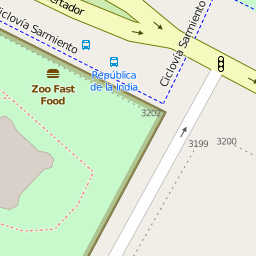 ertador
Ciclovía Sarmiento
Ciclovía Sarmiento
República
de la India
Zoo Fast
Food
3202
3199
3200